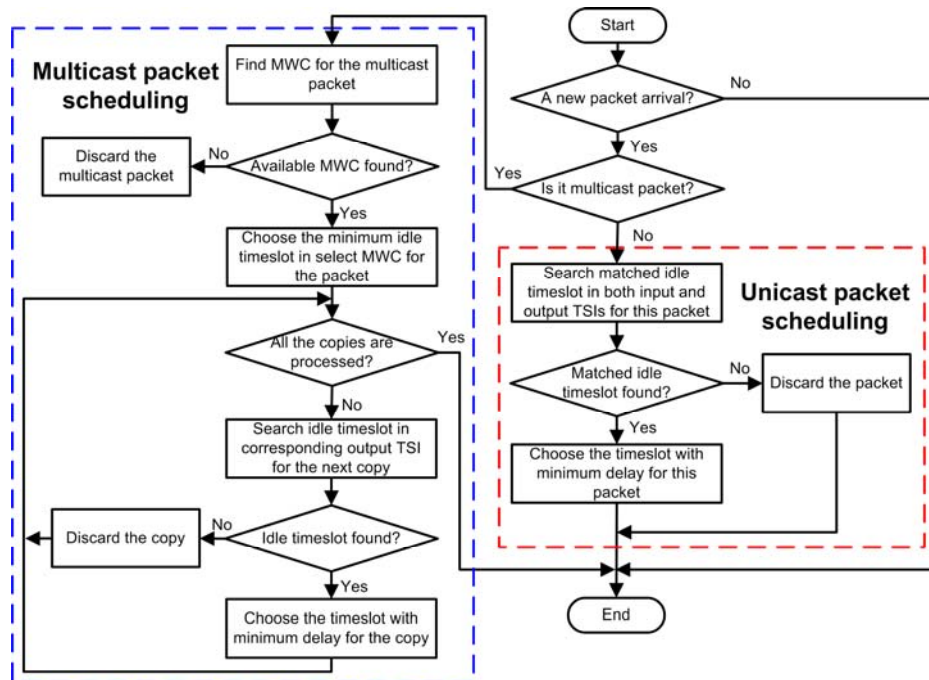 Start
A new packet arrival?
No
Yes
Is it multicast packet?
Yes
No
Multicast packet
scheduling
Find MWC for the multicast
packet
Available MWC found?
No
Discard the
multicast packet
Yes
Choose the minimum idle
timeslot in select MWC for
the packet
All the copies are
processed?
Yes
No
Search idle timeslot in
corresponding output TSI
for the next copy
Idle timeslot found?
No
Discard the copy
Yes
Choose the timeslot with
minimum delay for the copy
Unicast packet
scheduling
Search matched idle
timeslot in both input and
output TSIs for this packet
Matched idle
timeslot found?
No
Discard the packet
Yes
Choose the timeslot with
minimum delay for this
packet
End